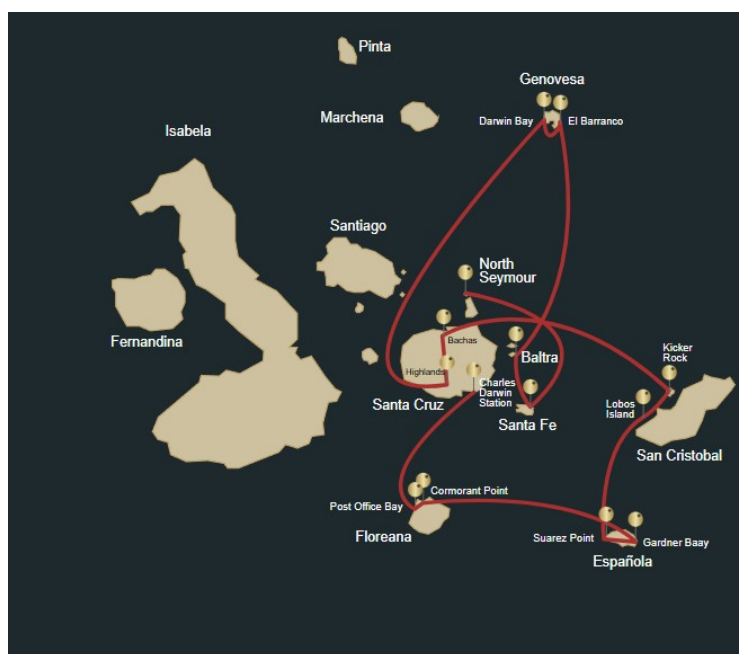 Pinta
Genovesa
Marchena
Darwin Bay
El Barranco
Isabela
Santiago
North
Seymour
Fernandina
Bachas
Baltra
Kicker
Rock
Highlands
Charles
Darwin
Station
Santa Cruz
Santa Fe
Lobos
Island
San Cristobal
Cormorant Point
Post Office Bay
Floreana
Suarez Point
Gardner Baay
Española